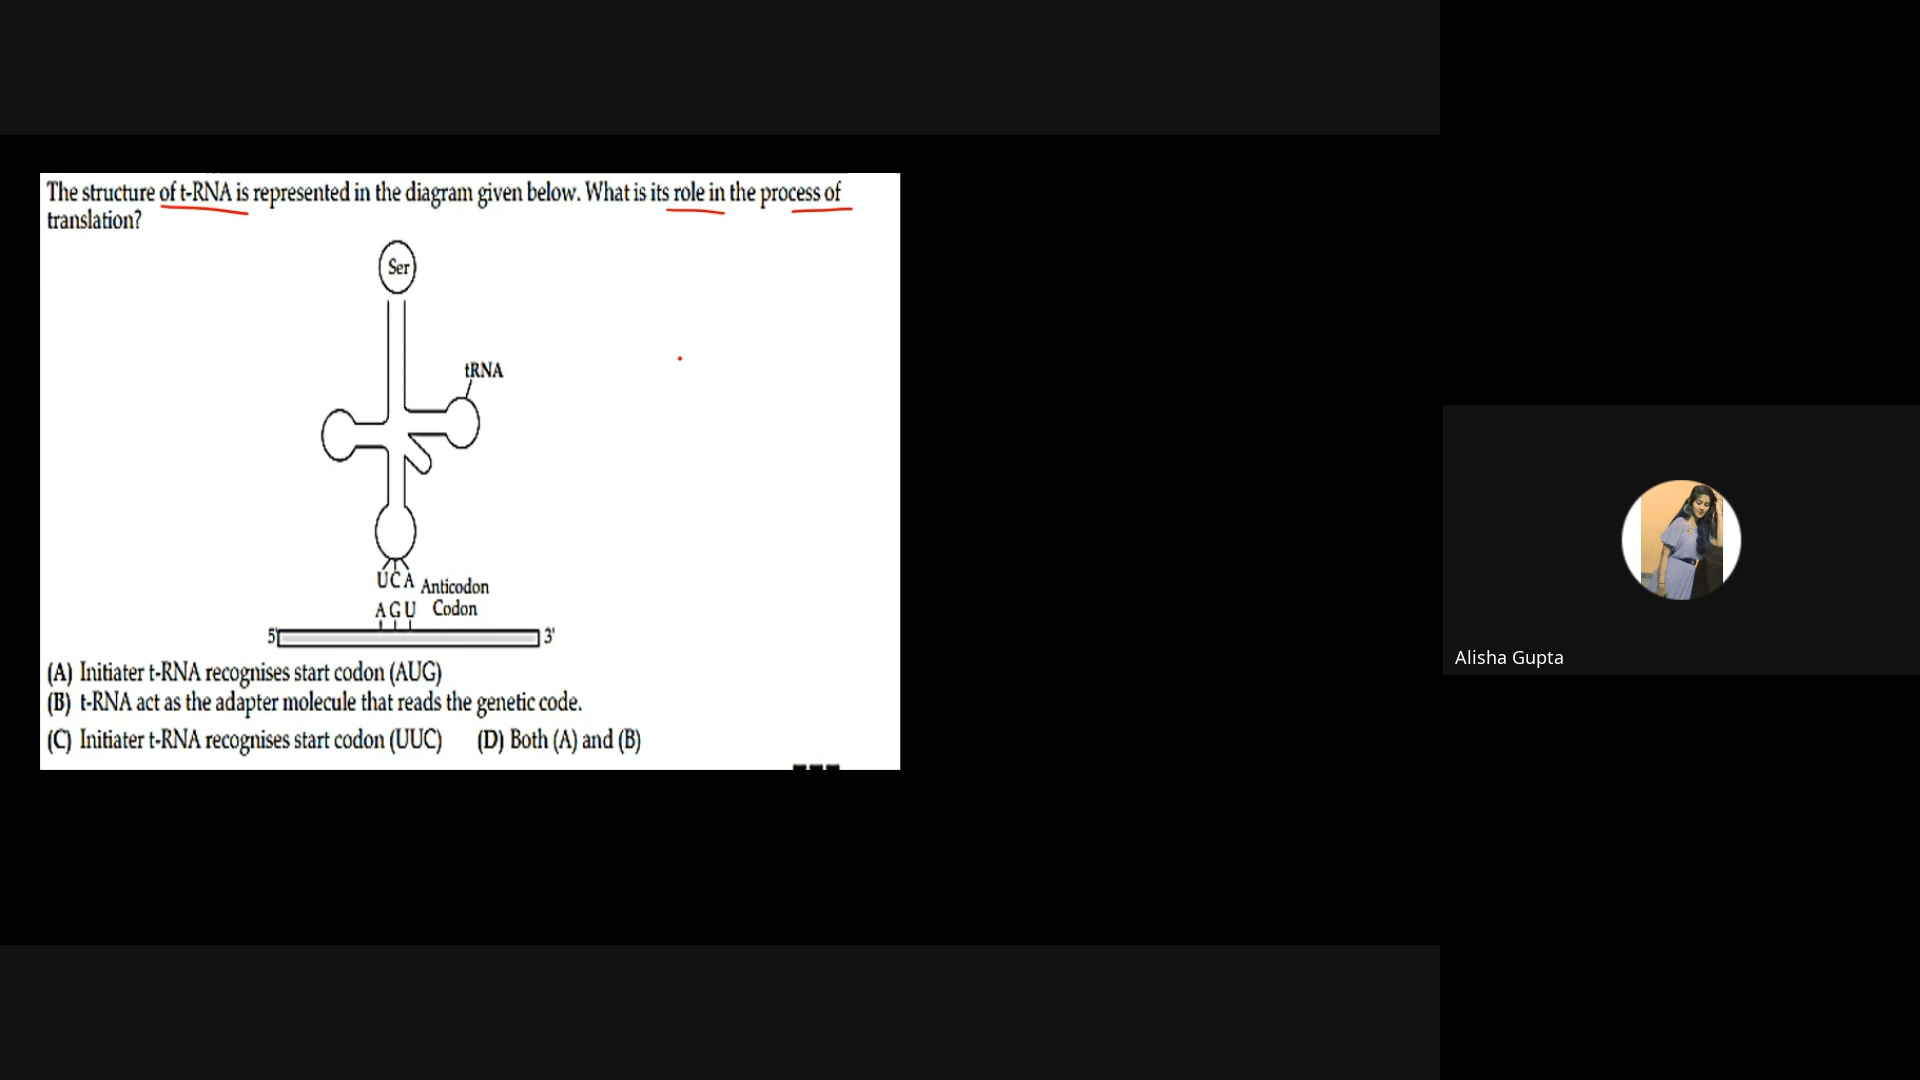 The structure of t-RNA is represented in the diagram given below. What is its role in the process of
translation?
Ser
tRNA
UCA Anticodon
AGU Codon
5' 3'
(A) Initiater t-RNA recognises start codon (AUG)
(B) t-RNA act as the adapter molecule that reads the genetic code.
(C) Initiater t-RNA recognises start codon (UUC) (D) Both (A) and (B)
Alisha Gupta